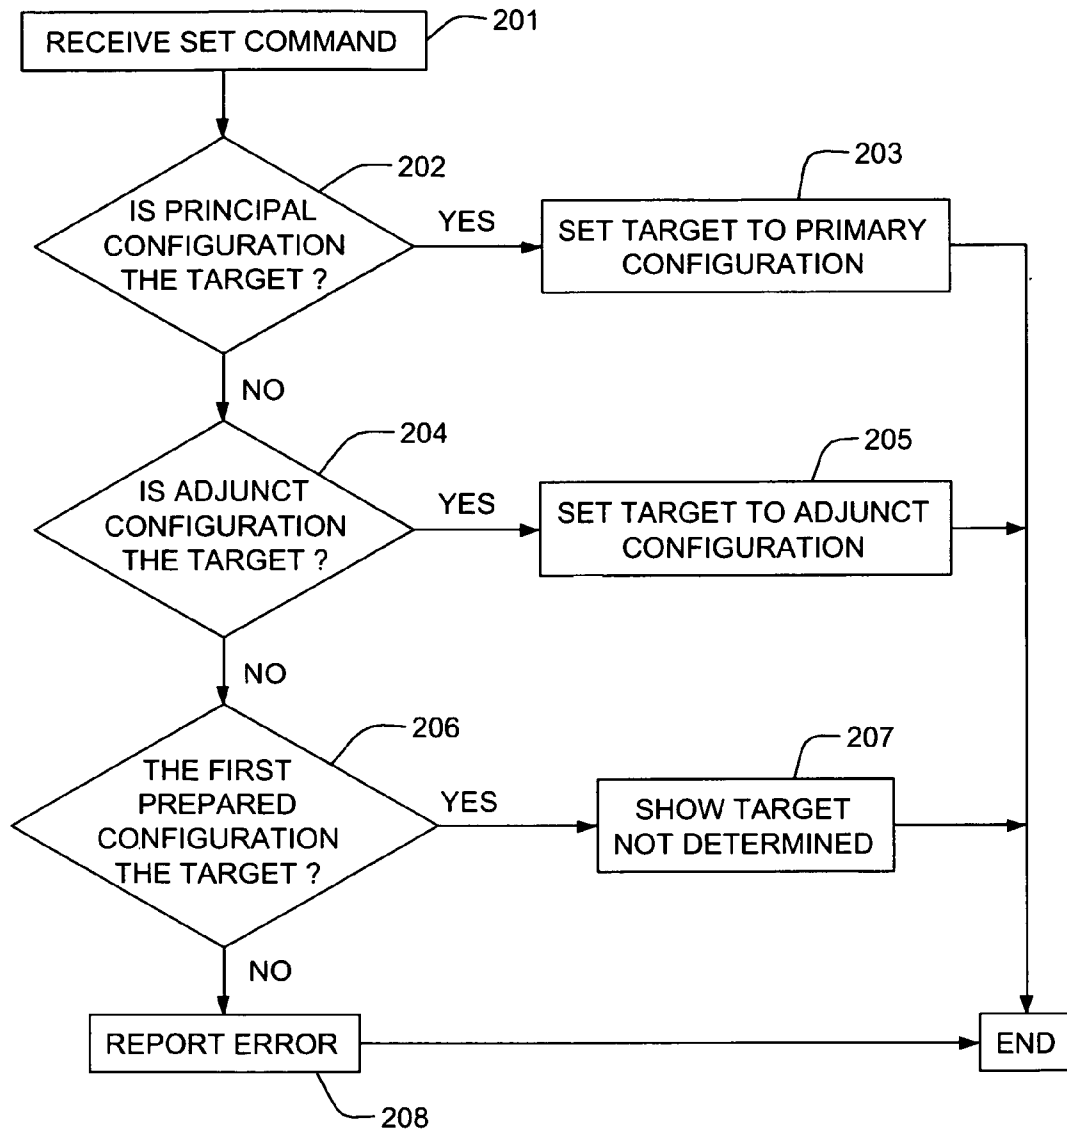 RECEIVE SET COMMAND
201
202
IS PRINCIPAL
CONFIGURATION
THE TARGET ?
YES
203
SET TARGET TO PRIMARY
CONFIGURATION
NO
204
IS ADJUNCT
CONFIGURATION
THE TARGET ?
YES
205
SET TARGET TO ADJUNCT
CONFIGURATION
NO
206
THE FIRST
PREPARED
CONFIGURATION
THE TARGET ?
YES
207
SHOW TARGET
NOT DETERMINED
NO
REPORT ERROR
208
END